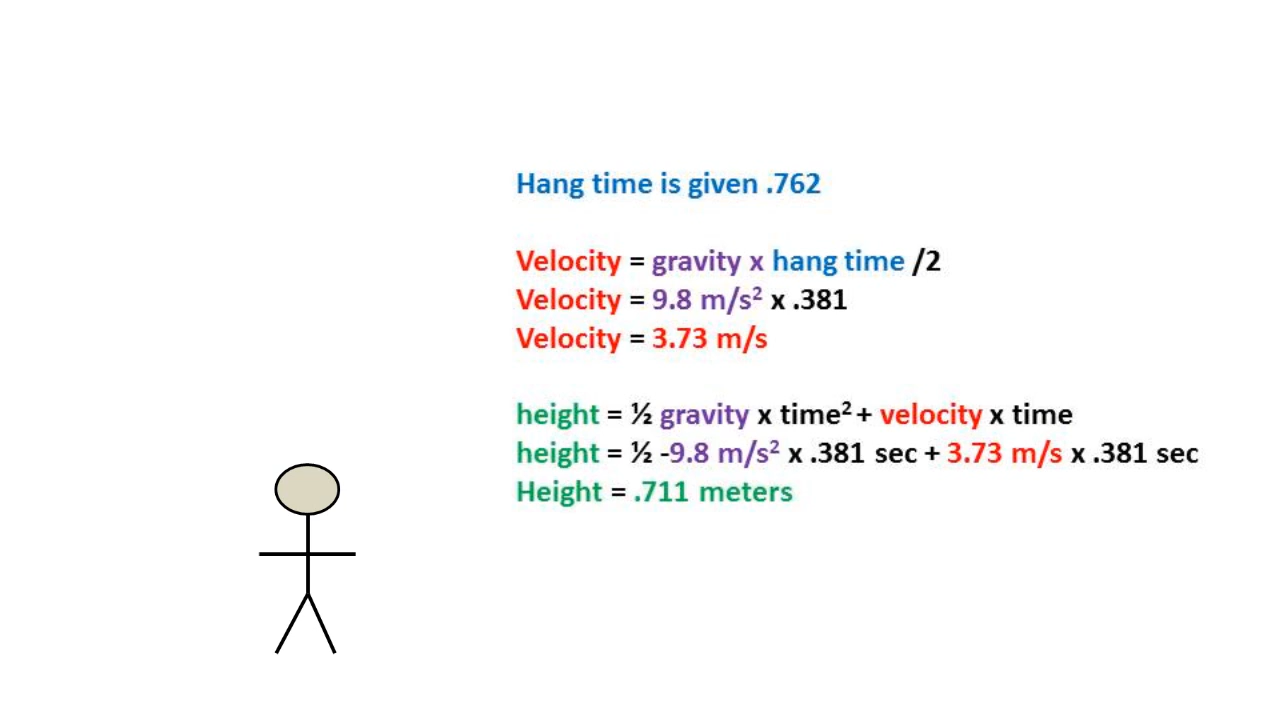 Hang time is given .762
Velocity = gravity x hang time /2
Velocity = 9.8 m/s² x .381
Velocity = 3.73 m/s
height = ½ gravity x time² + velocity x time
height = ½ -9.8 m/s² x .381 sec + 3.73 m/s x .381 sec
Height = .711 meters